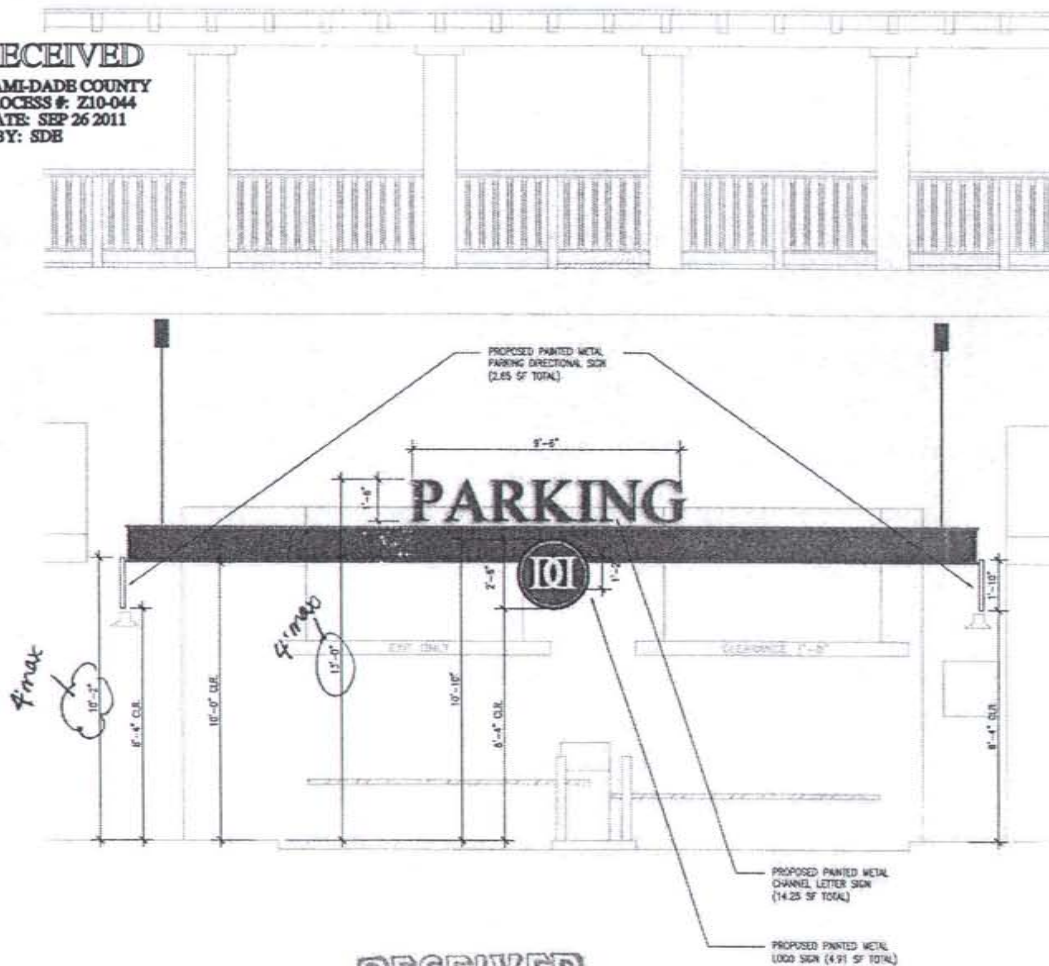 ECEIVED
AMI-DADE COUNTY
OCESS #: Z10-044
ATE: SEP 26 2011
BY: SDE
PROPOSED PAINTED METAL
PARKING DIRECTIONAL SIGN
(2.65 SF TOTAL)
9'-6"
1'-6"
PARKING
DD
2'-6"
1'-2"
1'-10"
4' max
4' max
EXIT ONLY
CLEARANCE
10'-2"
8'-4" CLR.
10'-0" CLR.
13'-0"
10'-10"
8'-4" CLR.
8'-4" CLR.
PROPOSED PAINTED METAL
CHANNEL LETTER SIGN
(14.25 SF TOTAL)
PROPOSED PAINTED METAL
LOGO SIGN (4.91 SF TOTAL)
RECEIVED